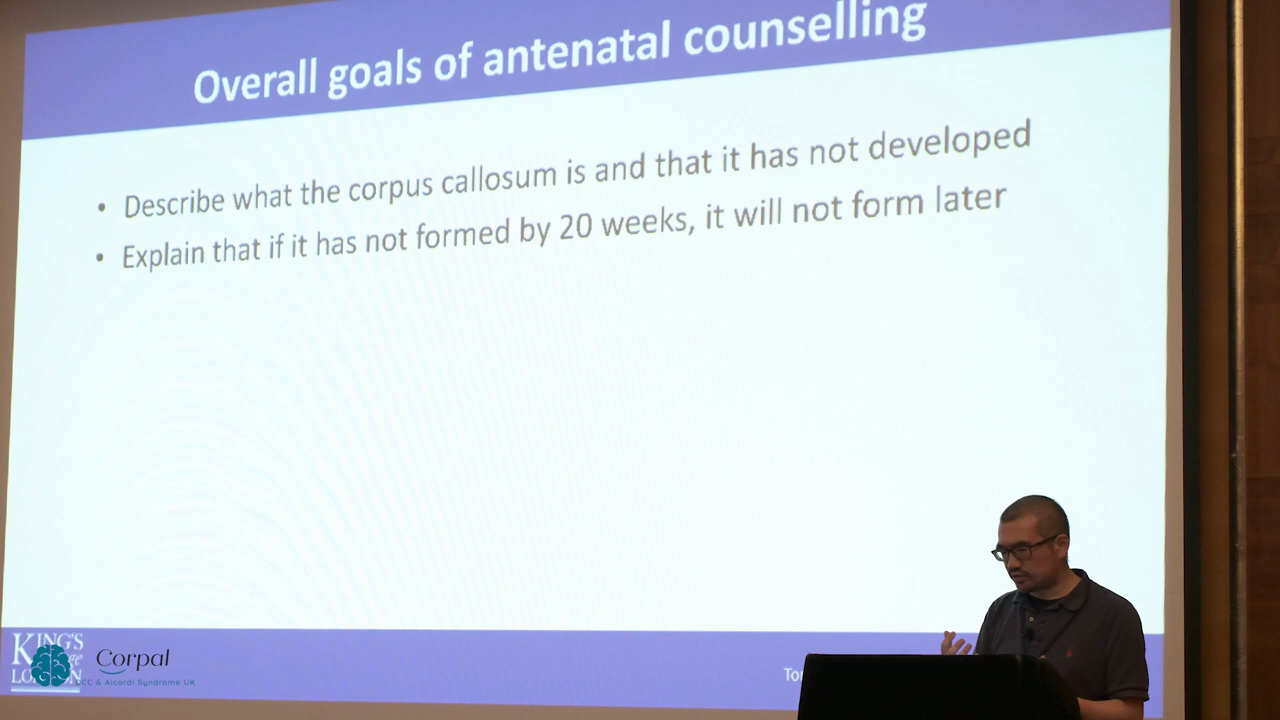 Overall goals of antenatal counselling
• Describe what the corpus callosum is and that it has not developed
• Explain that if it has not formed by 20 weeks, it will not form later
KING'S
LONDON
Corpal
& Aicardi Syndrome UK